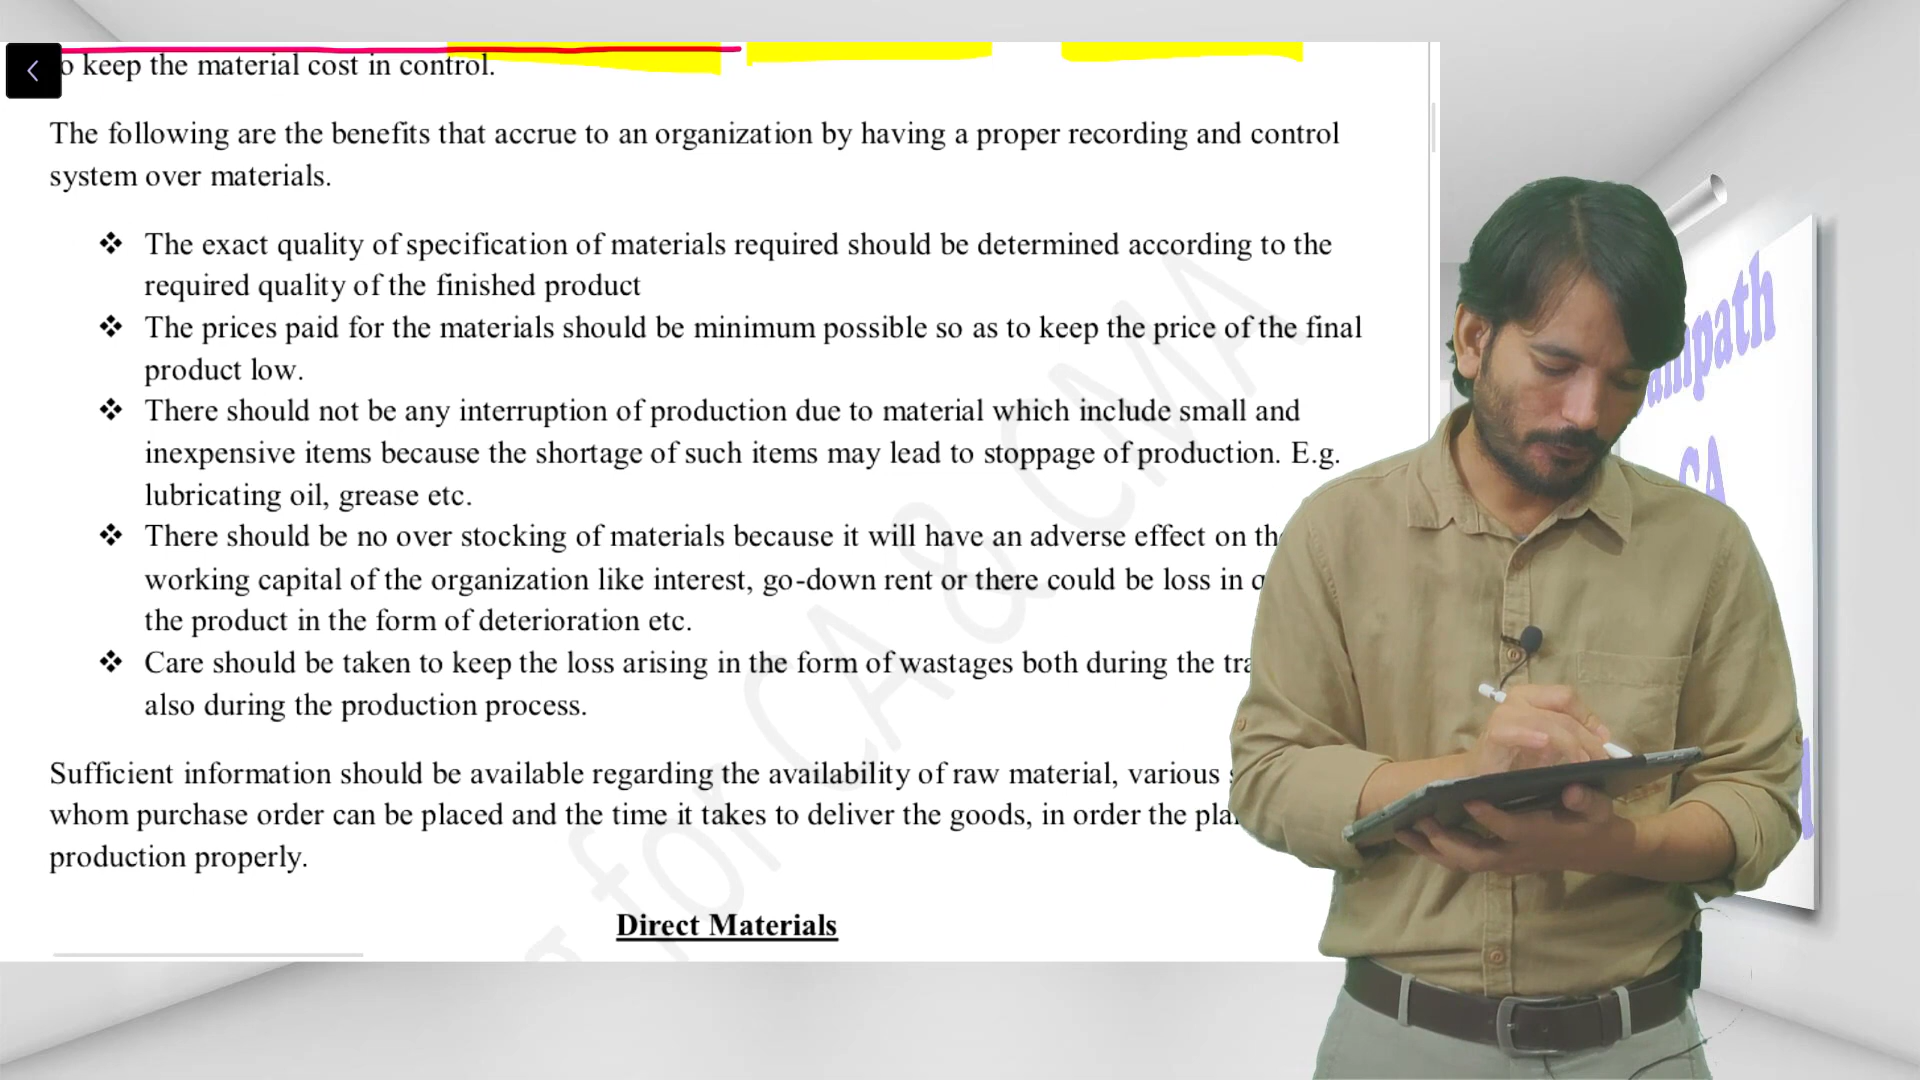 o keep the material cost in control.
The following are the benefits that accrue to an organization by having a proper recording and control
system over materials.
❖ The exact quality of specification of materials required should be determined according to the
required quality of the finished product
❖ The prices paid for the materials should be minimum possible so as to keep the price of the final
product low.
❖ There should not be any interruption of production due to material which include small and
inexpensive items because the shortage of such items may lead to stoppage of production. E.g.
lubricating oil, grease etc.
❖ There should be no over stocking of materials because it will have an adverse effect on the
working capital of the organization like interest, go-down rent or there could be loss in
the product in the form of deterioration etc.
❖ Care should be taken to keep the loss arising in the form of wastages both during the
also during the production process.
Sufficient information should be available regarding the availability of raw material, various
whom purchase order can be placed and the time it takes to deliver the goods, in order the
production properly.
Direct Materials
for CA & CMA
CA